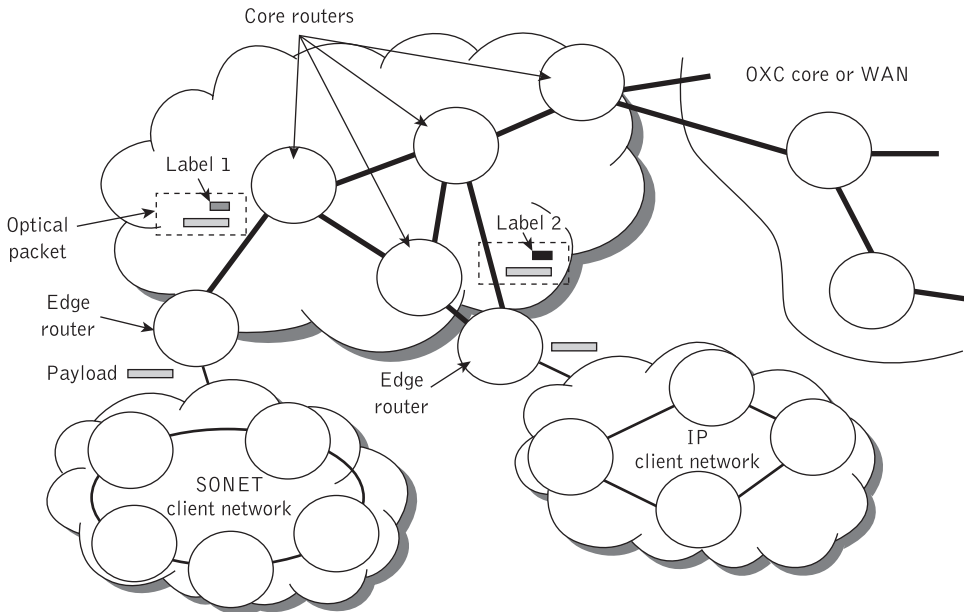 Core routers
OXC core or WAN
Label 1
Optical
packet
Label 2
Edge
router
Payload
Edge
router
IP
client network
SONET
client network